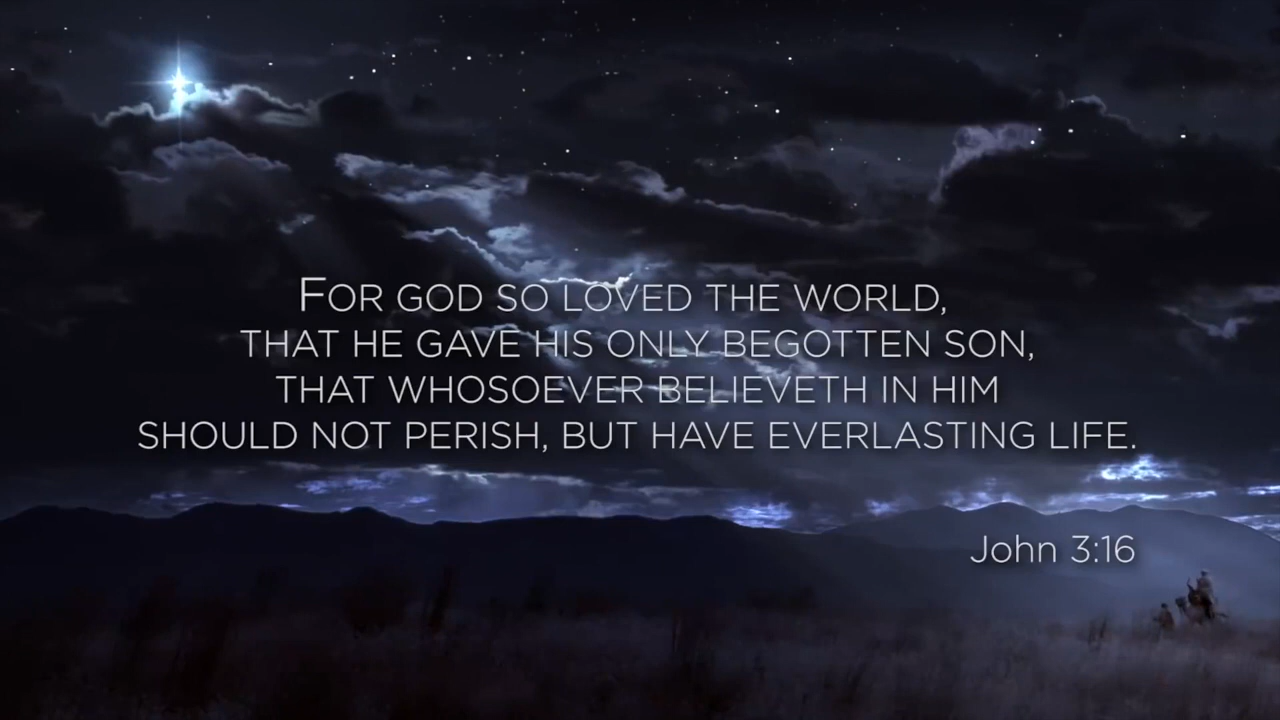 FOR GOD SO LOVED THE WORLD,
THAT HE GAVE HIS ONLY BEGOTTEN SON,
THAT WHOSOEVER BELIEVETH IN HIM
SHOULD NOT PERISH, BUT HAVE EVERLASTING LIFE.
John 3:16